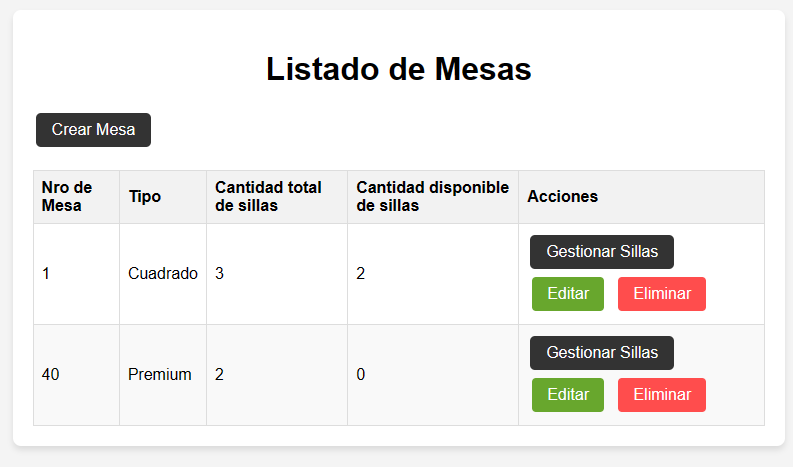 Listado de Mesas
Crear Mesa
Nro de Mesa
Tipo
Cantidad total de sillas
Cantidad disponible de sillas
Acciones
1
Cuadrado
3
2
Gestionar Sillas
Editar
Eliminar
40
Premium
2
0
Gestionar Sillas
Editar
Eliminar